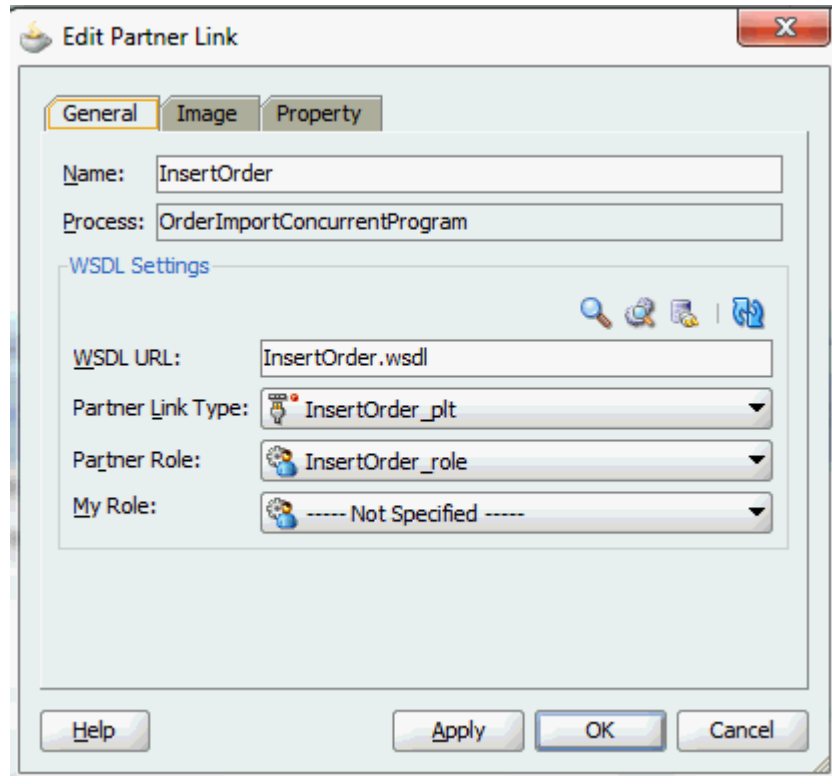 Edit Partner Link
General Image Property
Name: InsertOrder
Process: OrderImportConcurrentProgram
WSDL Settings
WSDL URL: InsertOrder.wsdl
Partner Link Type: InsertOrder_plt
Partner Role: InsertOrder_role
My Role: ----- Not Specified -----
Help Apply OK Cancel